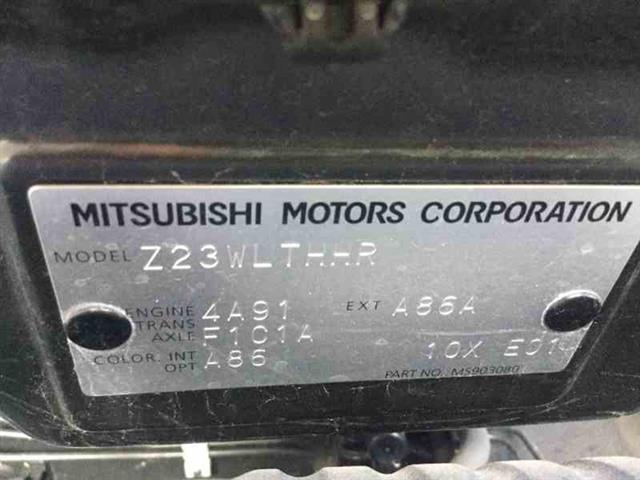 MITSUBISHI MOTORS CORPORATION
MODEL Z23WLTHHR
ENGINE 4A91 EXT A86A
TRANS AXLE F1C1A
COLOR. INT A86 10X
OPT PART NO. MS903080